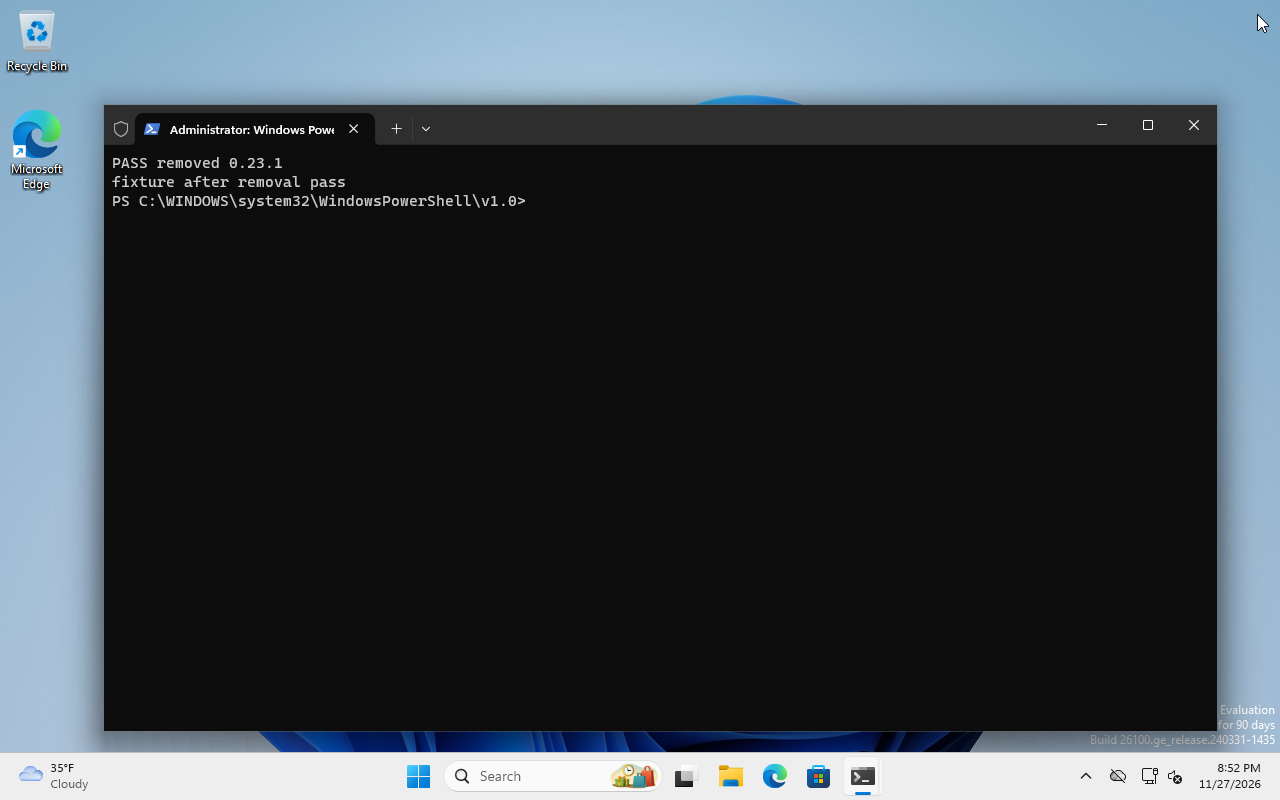 Recycle Bin
Microsoft
Edge
Administrator: Windows Powe
PASS removed 0.23.1
fixture after removal pass
PS C:\WINDOWS\system32\WindowsPowerShell\v1.0>
Evaluation
for 90 days
Build 26100.ge_release.240331-1435
35°F
Cloudy
Search
8:52 PM
11/27/2026